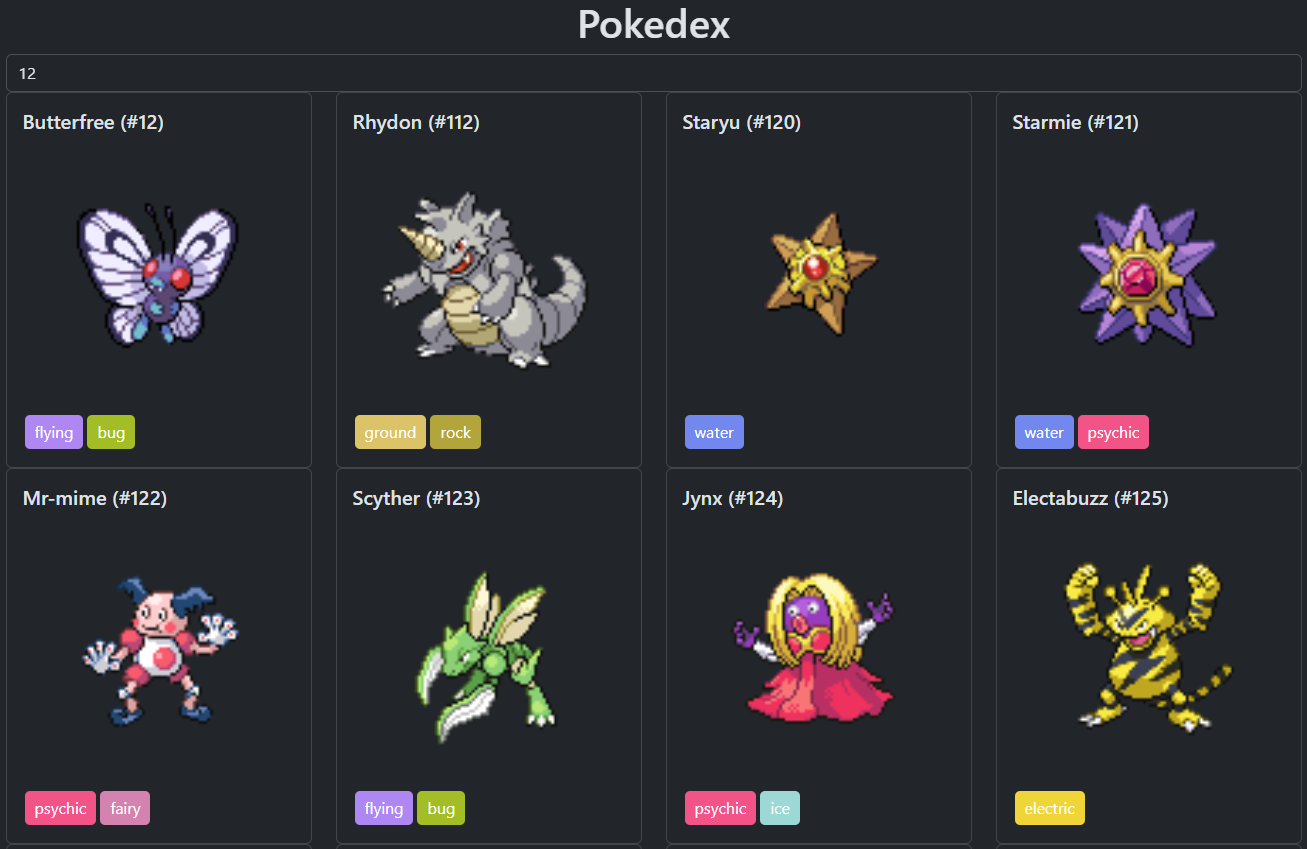 Pokedex
12
Butterfree (#12)
Rhydon (#112)
Staryu (#120)
Starmie (#121)
flying bug
ground rock
water
water psychic
Mr-mime (#122)
Scyther (#123)
Jynx (#124)
Electabuzz (#125)
psychic fairy
flying bug
psychic ice
electric